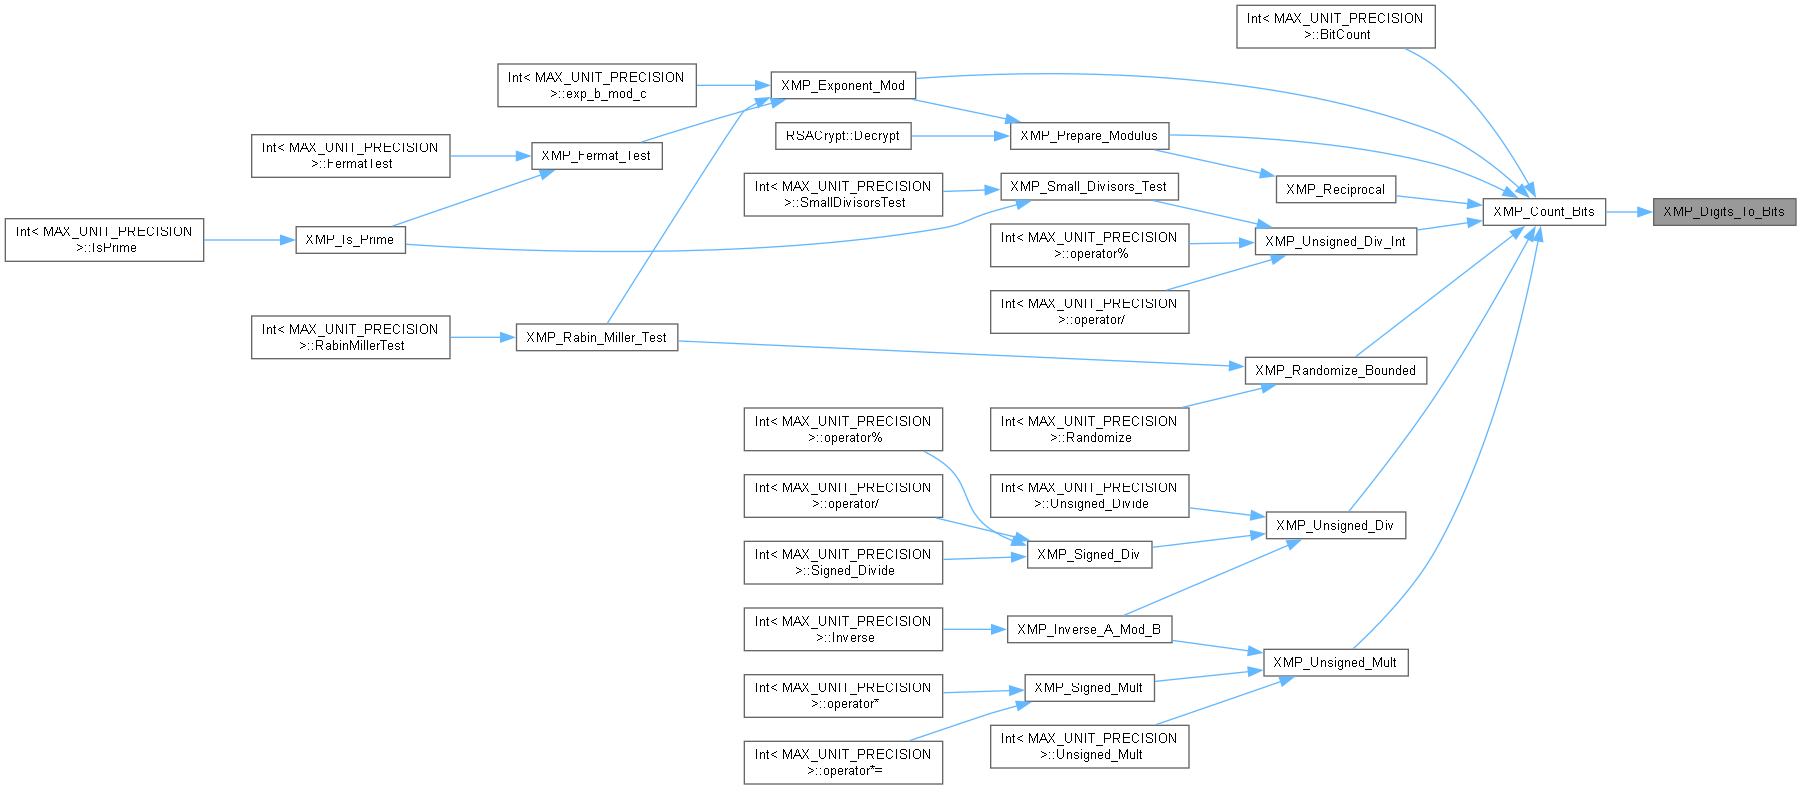 Int< MAX_UNIT_PRECISION
>::BitCount
Int< MAX_UNIT_PRECISION
>::exp_b_mod_c
XMP_Exponent_Mod
RSACrypt::Decrypt
XMP_Prepare_Modulus
Int< MAX_UNIT_PRECISION
>::FermatTest
XMP_Fermat_Test
Int< MAX_UNIT_PRECISION
>::SmallDivisorsTest
XMP_Small_Divisors_Test
XMP_Reciprocal
XMP_Count_Bits
XMP_Digits_To_Bits
Int< MAX_UNIT_PRECISION
>::IsPrime
XMP_Is_Prime
Int< MAX_UNIT_PRECISION
>::operator%
XMP_Unsigned_Div_Int
Int< MAX_UNIT_PRECISION
>::operator/
Int< MAX_UNIT_PRECISION
>::RabinMillerTest
XMP_Rabin_Miller_Test
XMP_Randomize_Bounded
Int< MAX_UNIT_PRECISION
>::operator%
Int< MAX_UNIT_PRECISION
>::Randomize
Int< MAX_UNIT_PRECISION
>::operator/
Int< MAX_UNIT_PRECISION
>::Unsigned_Divide
XMP_Unsigned_Div
Int< MAX_UNIT_PRECISION
>::Signed_Divide
XMP_Signed_Div
Int< MAX_UNIT_PRECISION
>::Inverse
XMP_Inverse_A_Mod_B
XMP_Unsigned_Mult
Int< MAX_UNIT_PRECISION
>::operator*
XMP_Signed_Mult
Int< MAX_UNIT_PRECISION
>::operator*=
Int< MAX_UNIT_PRECISION
>::Unsigned_Mult